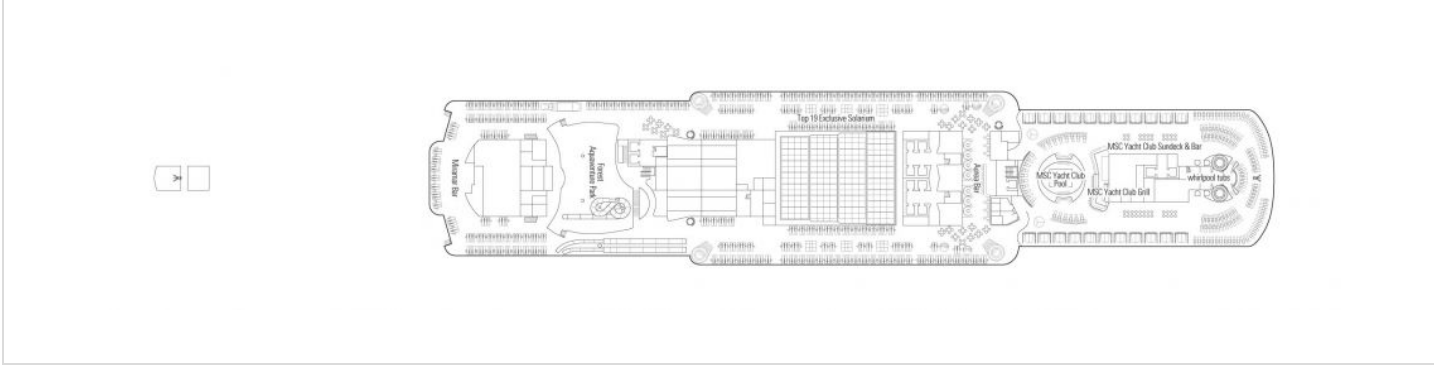 Miramar Bar
Forest
Aquaventure Park
Top 19 Exclusive Solarium
Aurea Bar
MSC Yacht Club
Pool
MSC Yacht Club Sundeck & Bar
MSC Yacht Club Grill
whirlpool tubs